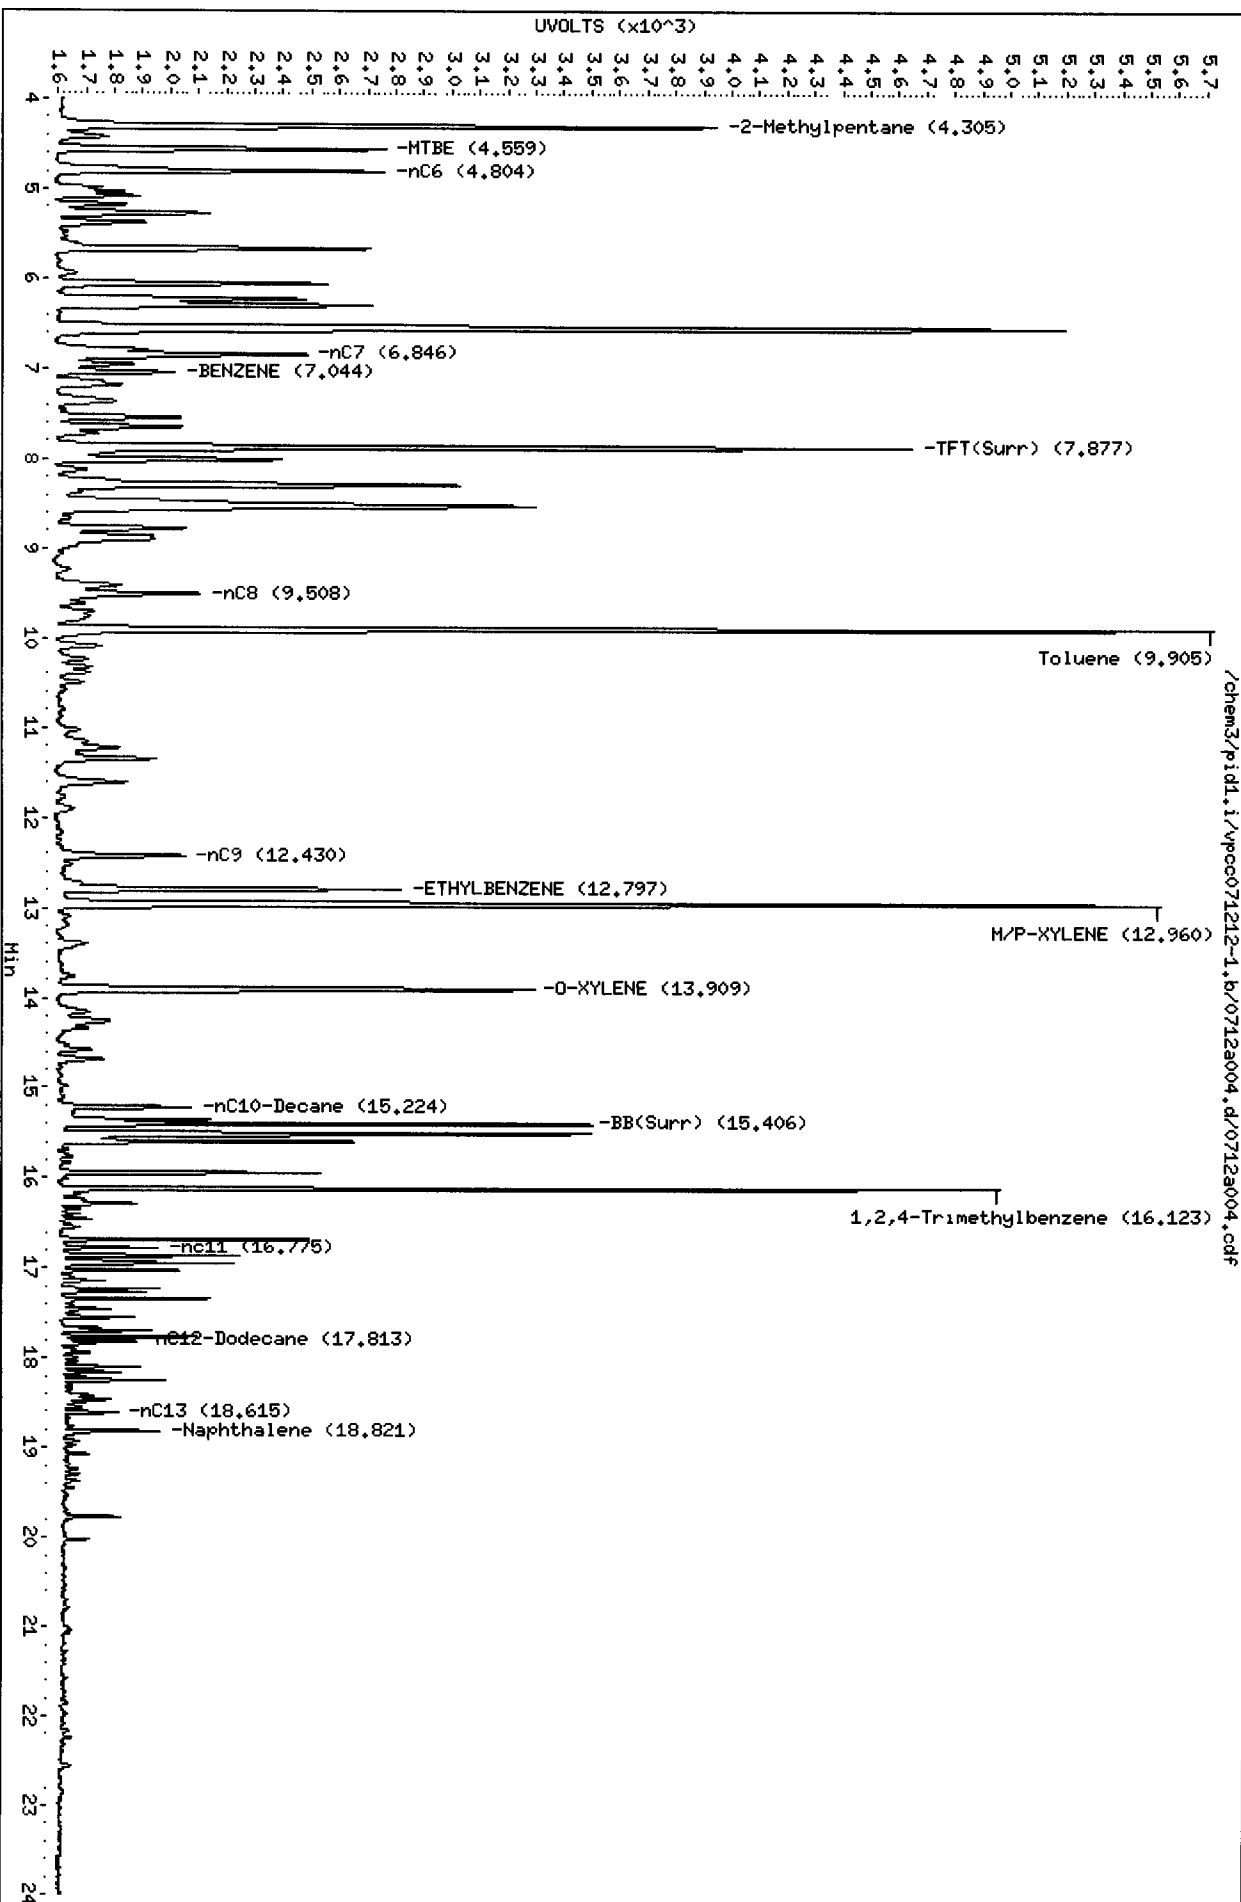 UVOLTS (x10^3)
1.6
1.7
1.8
1.9
2.0
2.1
2.2
2.3
2.4
2.5
2.6
2.7
2.8
2.9
3.0
3.1
3.2
3.3
3.4
3.5
3.6
3.7
3.8
3.9
4.0
4.1
4.2
4.3
4.4
4.5
4.6
4.7
4.8
4.9
5.0
5.1
5.2
5.3
5.4
5.5
5.6
5.7
4
-2-Methylpentane (4.305)
-MTBE (4.559)
-nC6 (4.804)
5
6
-nC7 (6.846)
7
-BENZENE (7.044)
-TFT(Surr) (7.877)
8
9
-nC8 (9.508)
10
Toluene (9.905)
/chem3/pid1.i/vpcc071212-1.b/0712a004.d/0712a004.cdf
11
12
-nC9 (12.430)
-ETHYLBENZENE (12.797)
13
M/P-XYLENE (12.960)
Min
-O-XYLENE (13.909)
14
15
-nC10-Decane (15.224)
-BB(Surr) (15.406)
16
1,2,4-Trimethylbenzene (16.123)
-nc11 (16.775)
17
nC12-Dodecane (17.813)
18
-nC13 (18.615)
-Naphthalene (18.821)
19
20
21
22
23
24